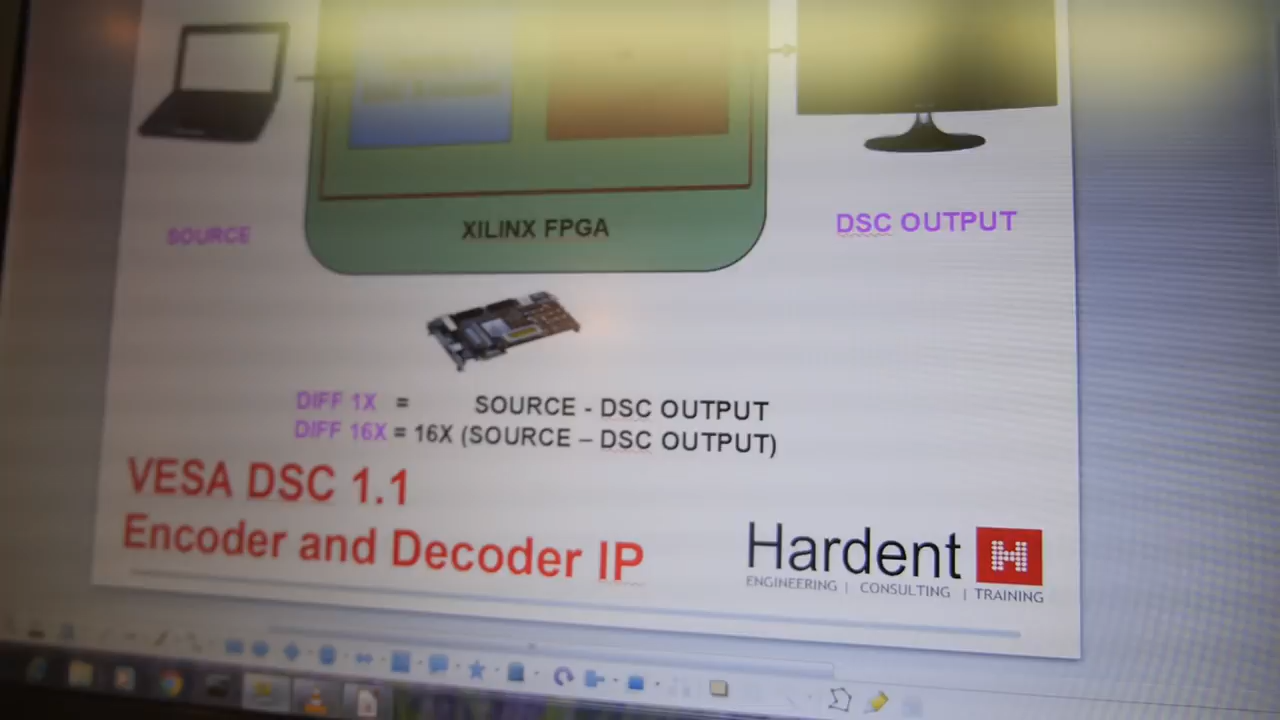 SOURCE
XILINX FPGA
DSC OUTPUT
DIFF 1X = SOURCE - DSC OUTPUT
DIFF 16X = 16X (SOURCE – DSC OUTPUT)
VESA DSC 1.1
Encoder and Decoder IP
Hardent
ENGINEERING | CONSULTING | TRAINING